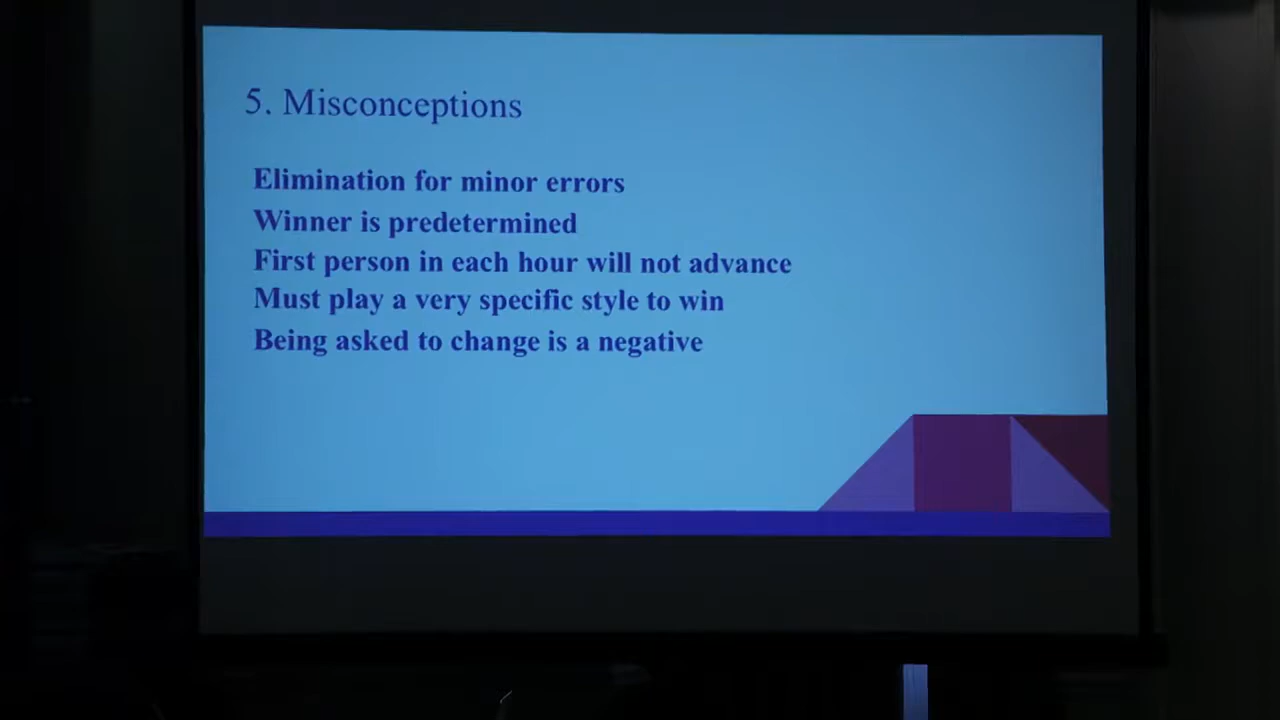 5. Misconceptions
Elimination for minor errors
Winner is predetermined
First person in each hour will not advance
Must play a very specific style to win
Being asked to change is a negative